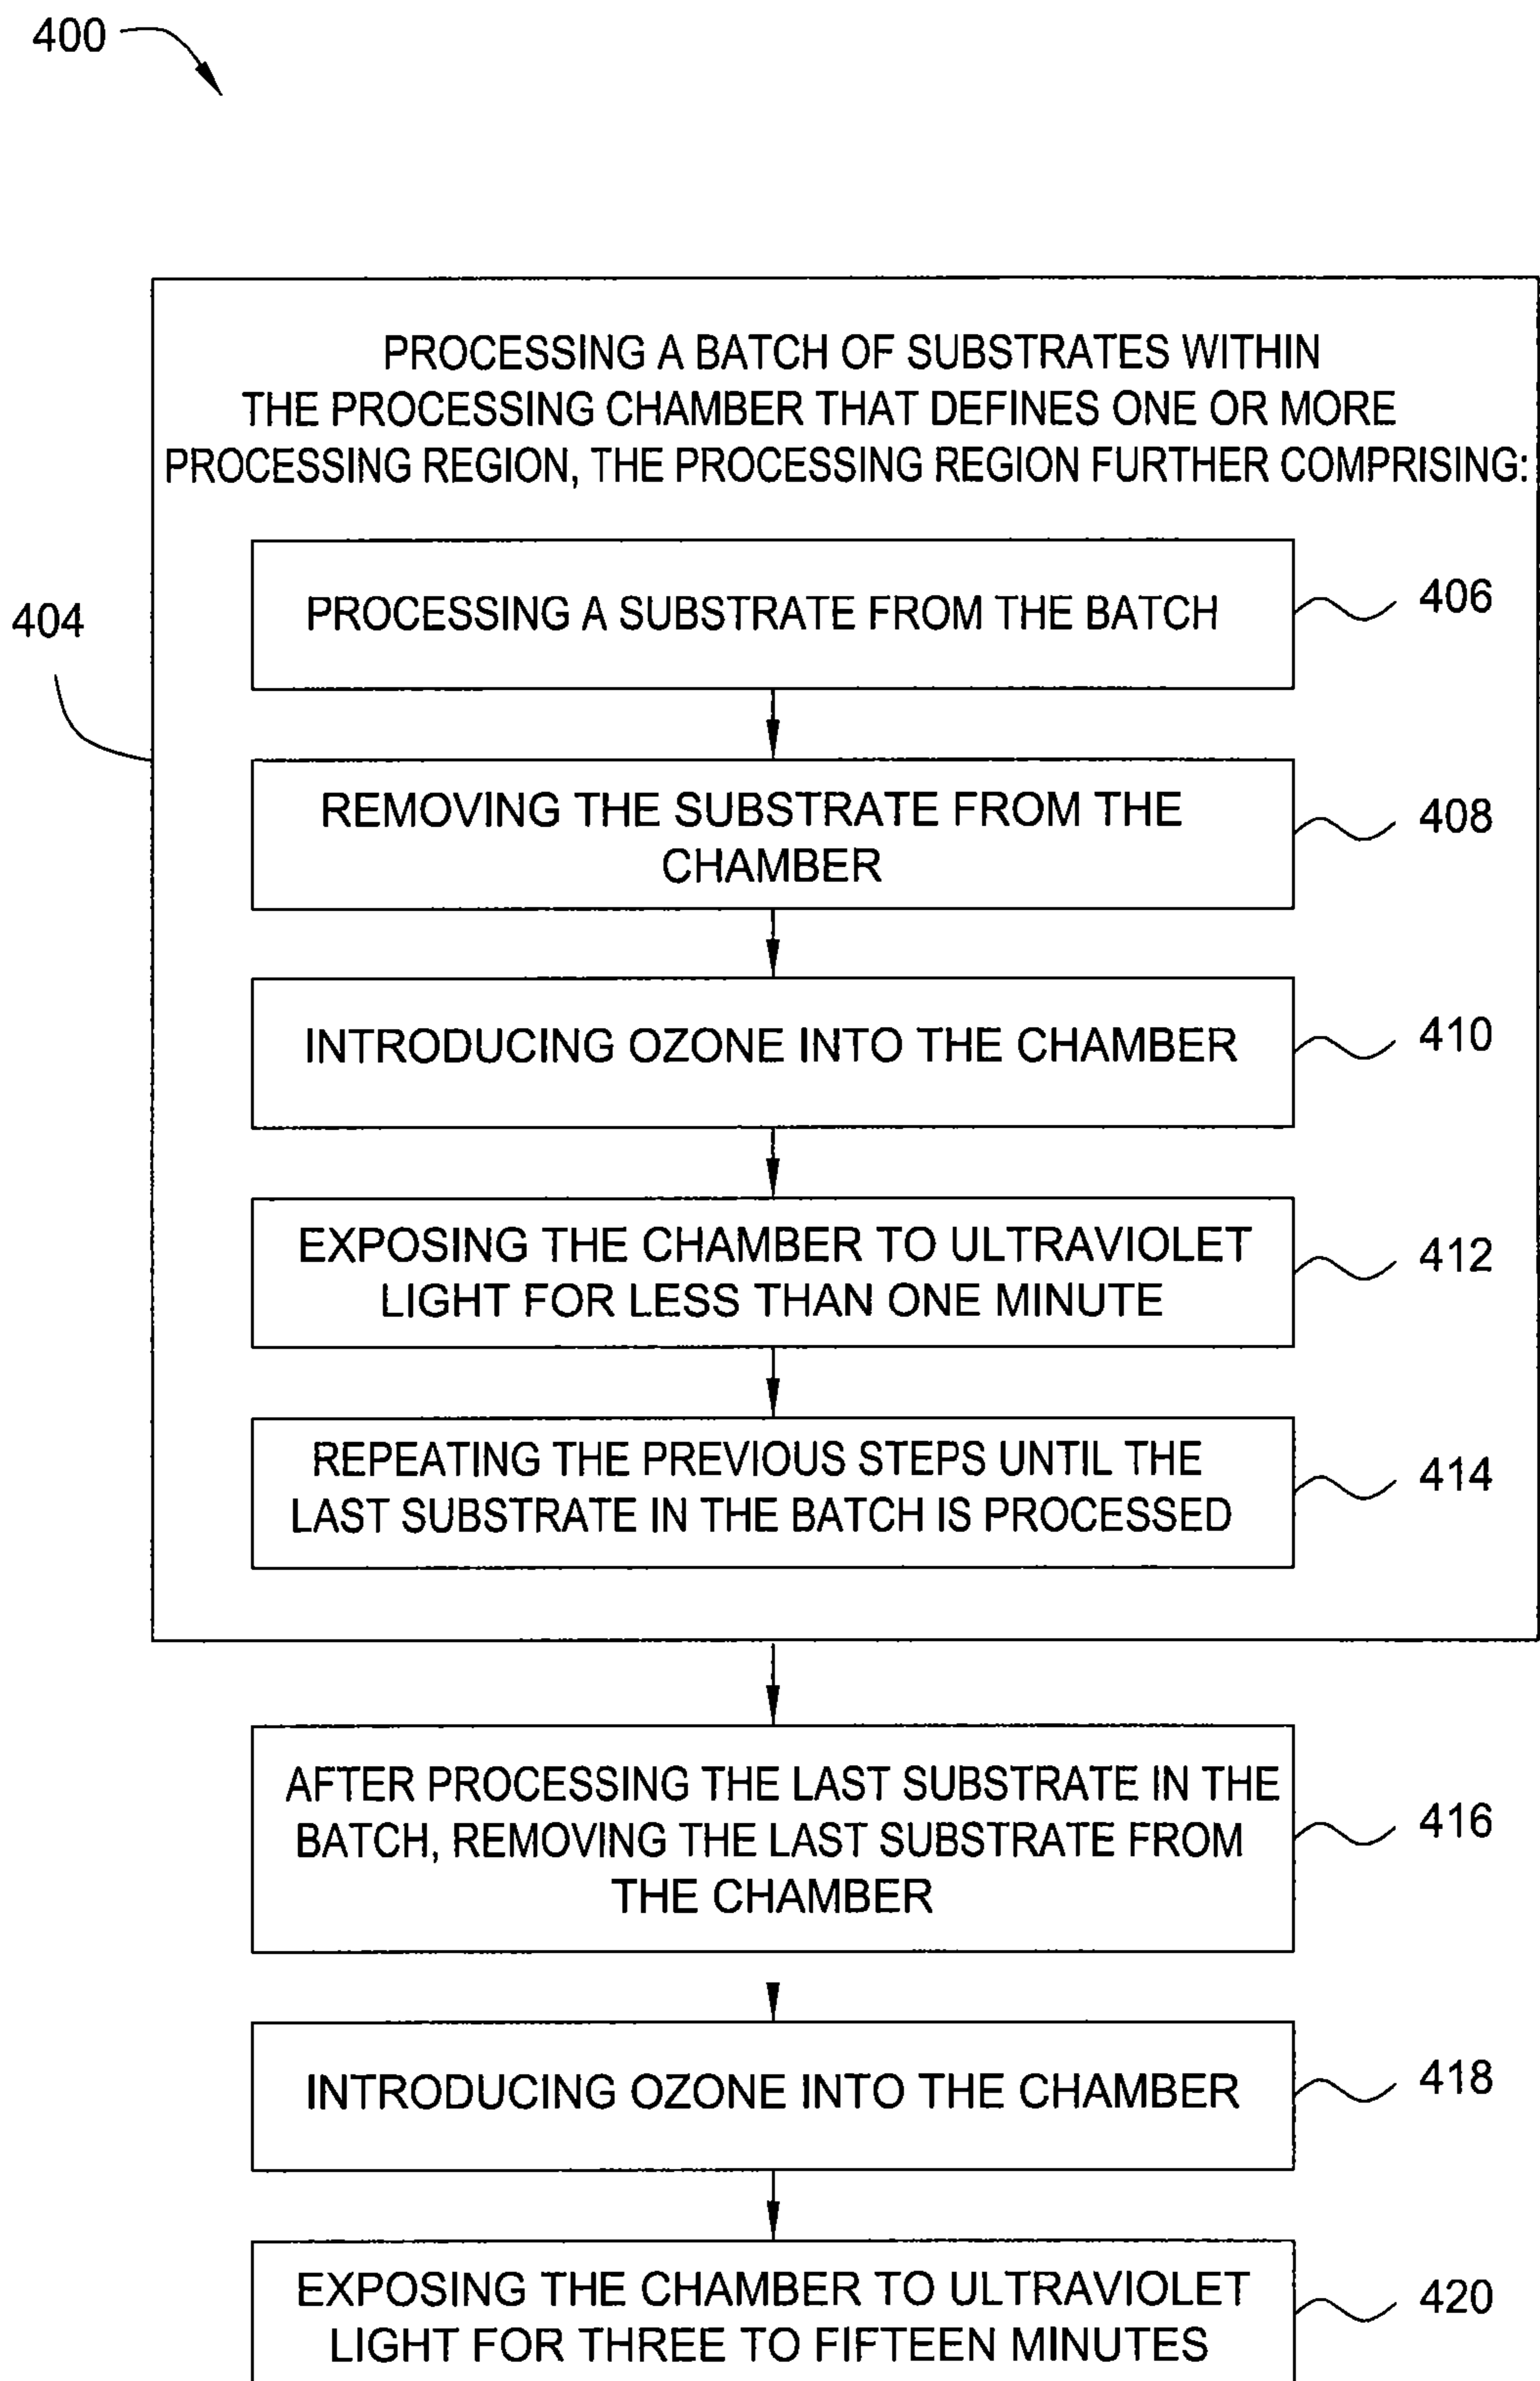 400
PROCESSING A BATCH OF SUBSTRATES WITHIN
THE PROCESSING CHAMBER THAT DEFINES ONE OR MORE
PROCESSING REGION, THE PROCESSING REGION FURTHER COMPRISING:
404
PROCESSING A SUBSTRATE FROM THE BATCH
406
REMOVING THE SUBSTRATE FROM THE
CHAMBER
408
INTRODUCING OZONE INTO THE CHAMBER
410
EXPOSING THE CHAMBER TO ULTRAVIOLET
LIGHT FOR LESS THAN ONE MINUTE
412
REPEATING THE PREVIOUS STEPS UNTIL THE
LAST SUBSTRATE IN THE BATCH IS PROCESSED
414
AFTER PROCESSING THE LAST SUBSTRATE IN THE
BATCH, REMOVING THE LAST SUBSTRATE FROM
THE CHAMBER
416
INTRODUCING OZONE INTO THE CHAMBER
418
EXPOSING THE CHAMBER TO ULTRAVIOLET
LIGHT FOR THREE TO FIFTEEN MINUTES
420